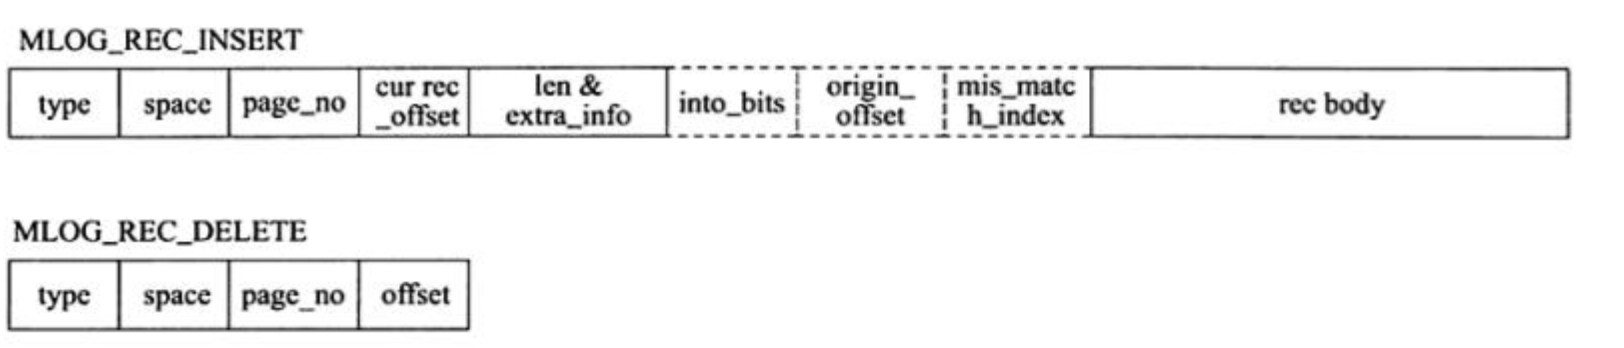 MLOG_REC_INSERT
type
space
page_no
cur rec
_offset
len &
extra_info
into_bits
origin_
offset
mis_matc
h_index
rec body
MLOG_REC_DELETE
type
space
page_no
offset